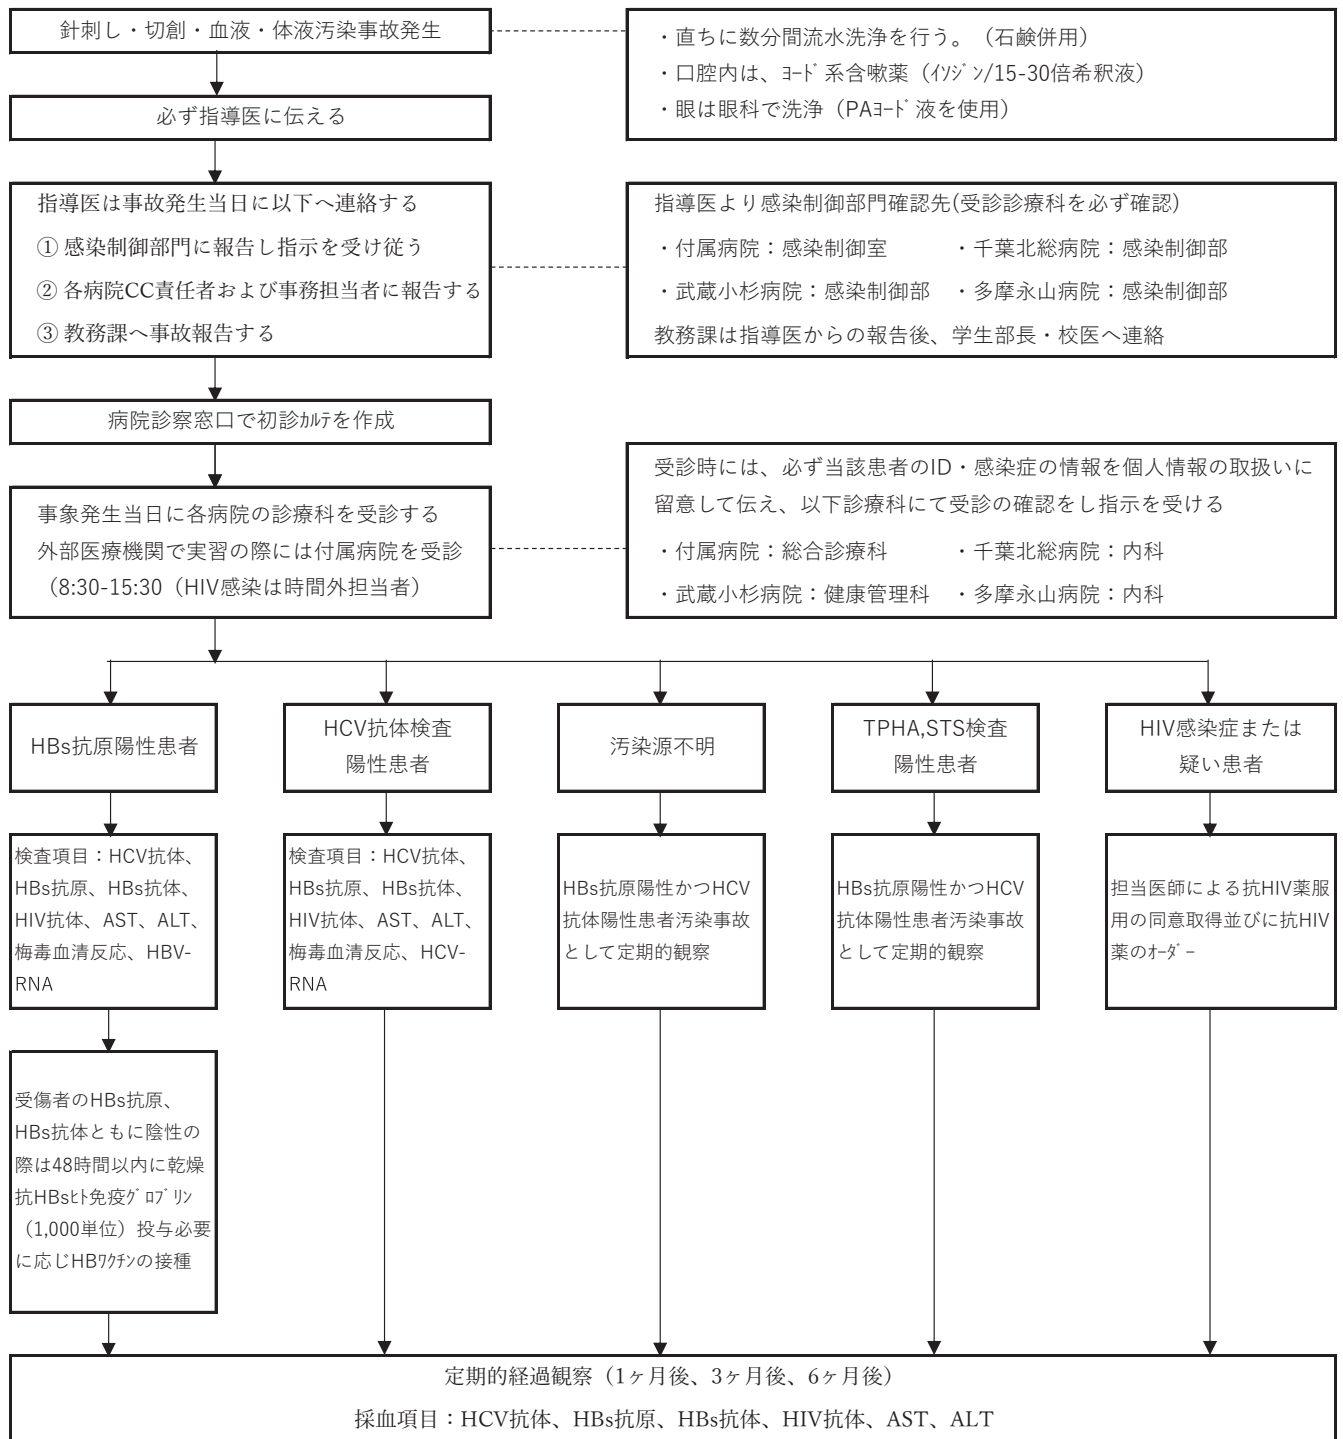 針刺し・切創・血液・体液汚染事故発生
・直ちに数分間流水洗浄を行う。（石鹸併用）
・口腔内は、ﾖｰﾄﾞ系含嗽薬（ｲｿｼﾞﾝ/15-30倍希釈液）
・眼は眼科で洗浄（PAﾖｰﾄﾞ液を使用）
必ず指導医に伝える
指導医は事故発生当日に以下へ連絡する
① 感染制御部門に報告し指示を受け従う
② 各病院CC責任者および事務担当者に報告する
③ 教務課へ事故報告する
指導医より感染制御部門確認先(受診診療科を必ず確認)
・付属病院：感染制御室　・千葉北総病院：感染制御部
・武蔵小杉病院：感染制御部　・多摩永山病院：感染制御部
教務課は指導医からの報告後、学生部長・校医へ連絡
病院診察窓口で初診ｶﾙﾃを作成
事象発生当日に各病院の診療科を受診する
外部医療機関で実習の際には付属病院を受診
（8:30-15:30（HIV感染は時間外担当者）
受診時には、必ず当該患者のID・感染症の情報を個人情報の取扱いに
留意して伝え、以下診療科にて受診の確認をし指示を受ける
・付属病院：総合診療科　・千葉北総病院：内科
・武蔵小杉病院：健康管理科　・多摩永山病院：内科
HBs抗原陽性患者
HCV抗体検査
陽性患者
汚染源不明
TPHA,STS検査
陽性患者
HIV感染症または
疑い患者
検査項目：HCV抗体、
HBs抗原、HBs抗体、
HIV抗体、AST、ALT、
梅毒血清反応、HBV-
RNA
検査項目：HCV抗体、
HBs抗原、HBs抗体、
HIV抗体、AST、ALT、
梅毒血清反応、HCV-
RNA
HBs抗原陽性かつHCV
抗体陽性患者汚染事故
として定期的観察
HBs抗原陽性かつHCV
抗体陽性患者汚染事故
として定期的観察
担当医師による抗HIV薬服
用の同意取得並びに抗HIV
薬のｵｰﾀﾞｰ
受傷者のHBs抗原、
HBs抗体ともに陰性の
際は48時間以内に乾燥
抗HBsﾋﾄ免疫ｸﾞﾛﾌﾞﾘﾝ
（1,000単位）投与必要
に応じHBﾜｸﾁﾝの接種
定期的経過観察（1ヶ月後、3ヶ月後、6ヶ月後）
採血項目：HCV抗体、HBs抗原、HBs抗体、HIV抗体、AST、ALT